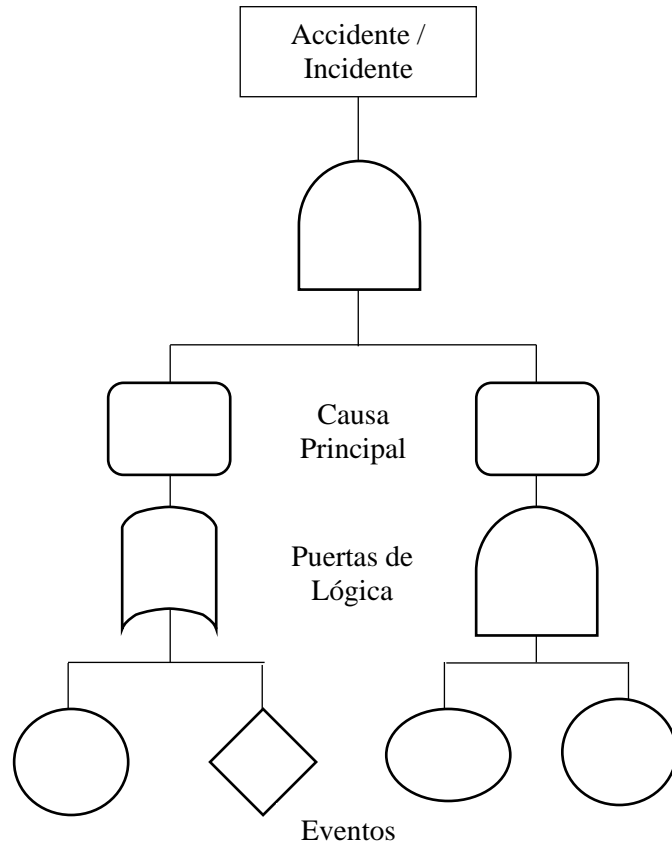 Accidente /
Incidente
Causa
Principal
Puertas de
Lógica
Eventos